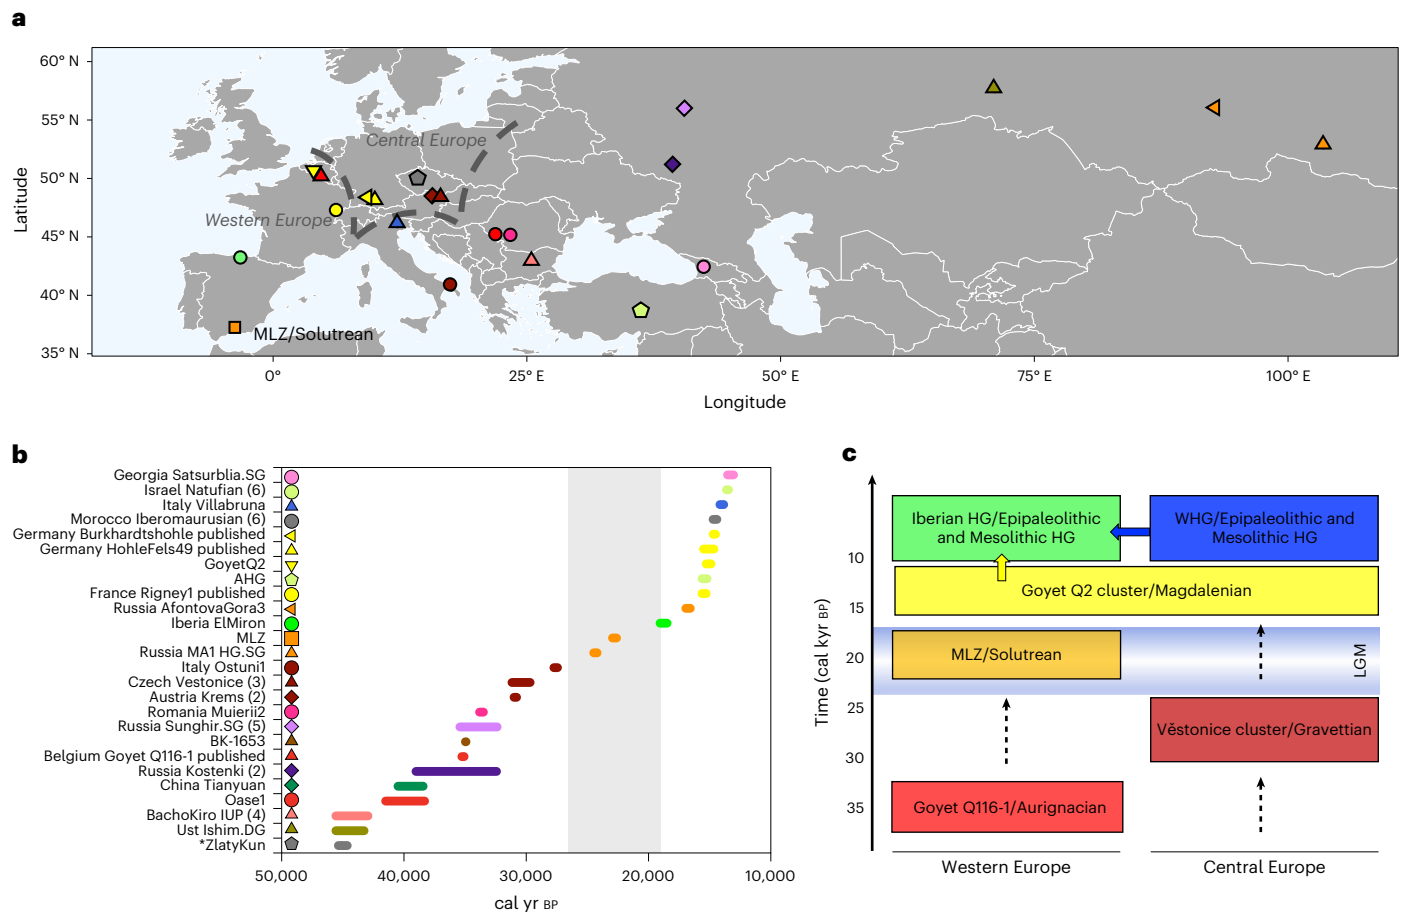 a
60° N
55° N
50° N
45° N
40° N
35° N
Latitude
Central Europe
Western Europe
MLZ/Solutrean
0°
25° E
50° E
75° E
100° E
Longitude
b
Georgia Satsurblia.SG
Israel Natufian (6)
Italy Villabruna
Morocco Iberomaurusian (6)
Germany Burkhardtshohle published
Germany HohleFels49 published
GoyetQ2
AHG
France Rigney1 published
Russia AfontovaGora3
Iberia ElMiron
MLZ
Russia MA1 HG.SG
Italy Ostuni1
Czech Vestonice (3)
Austria Krems (2)
Romania Muierii2
Russia Sunghir.SG (5)
BK-1653
Belgium Goyet Q116-1 published
Russia Kostenki (2)
China Tianyuan
Oase1
BachoKiro IUP (4)
Ust Ishim.DG
*ZlatyKun
50,000
40,000
30,000
20,000
10,000
cal yr BP
c
Time (cal kyr BP)
10
15
20
25
30
35
Iberian HG/Epipaleolithic
and Mesolithic HG
WHG/Epipaleolithic and
Mesolithic HG
Goyet Q2 cluster/Magdalenian
MLZ/Solutrean
LGM
Věstonice cluster/Gravettian
Goyet Q116-1/Aurignacian
Western Europe
Central Europe